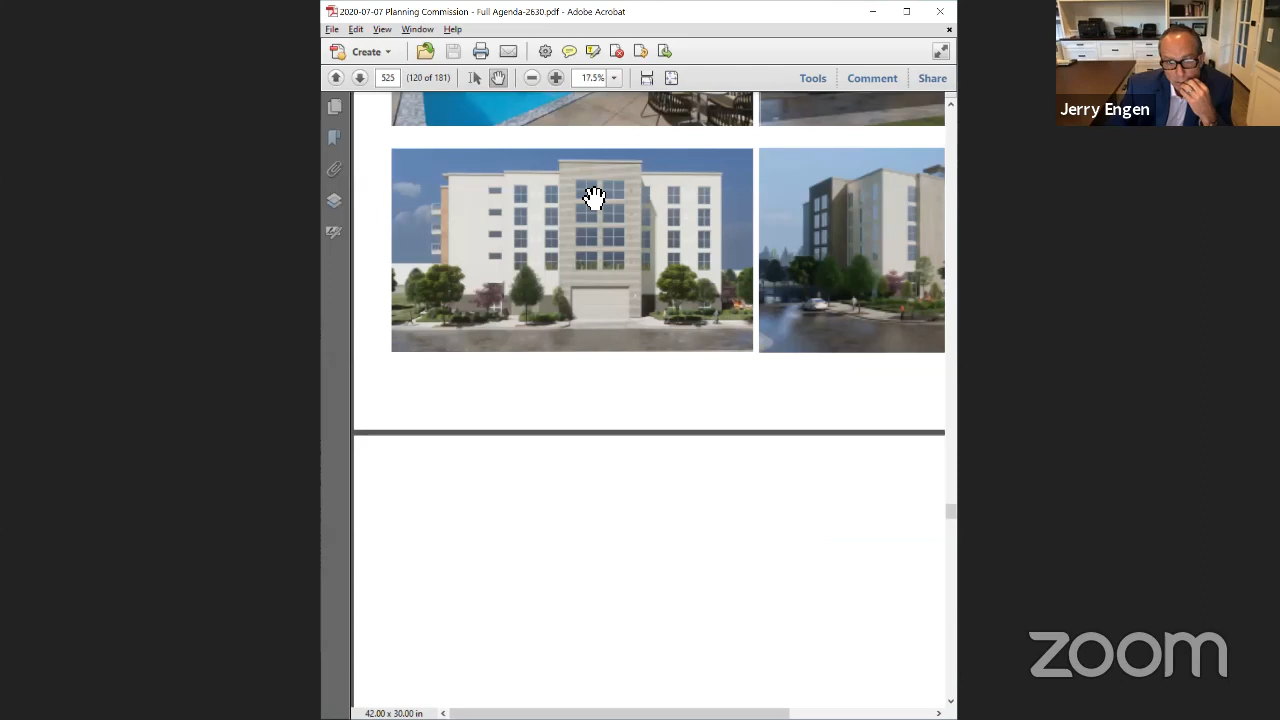 2020-07-07 Planning Commission - Full Agenda-2630.pdf - Adobe Acrobat
File Edit View Window Help
Create
525 (120 of 181) 17.5% Tools Comment Share
Jerry Engen
42.00 x 30.00 in
zoom